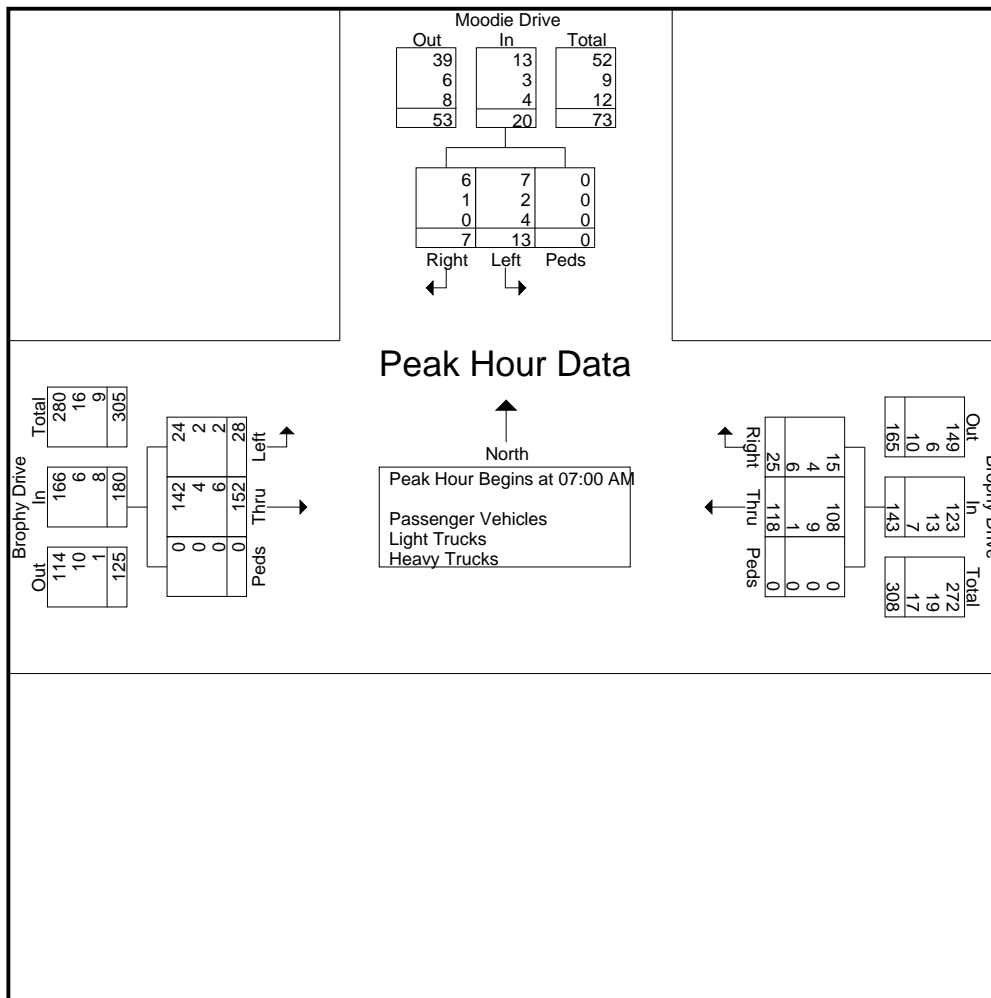 Moodie Drive
Out In Total
39 13 52
6 3 9
8 4 12
53 20 73
6 7 0
1 2 0
0 4 0
7 13 0
Right Left Peds
Peak Hour Data
North
Peak Hour Begins at 07:00 AM
Passenger Vehicles
Light Trucks
Heavy Trucks
Brophy Drive
Out In Total
114 166 280
10 6 16
1 8 9
125 180 305
Peds Thru Left
0 142 24
0 4 2
0 6 2
0 152 28
Brophy Drive
Out In Total
149 123 272
6 13 19
10 7 17
165 143 308
15 108 0
4 9 0
6 1 0
25 118 0
Right Thru Peds